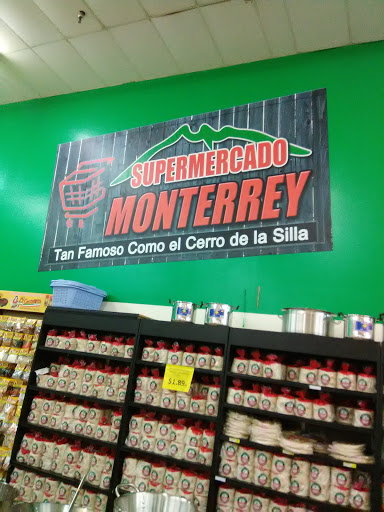 SUPERMERCADO
MONTERREY
Tan Famoso Como el Cerro de la Silla
$1.89